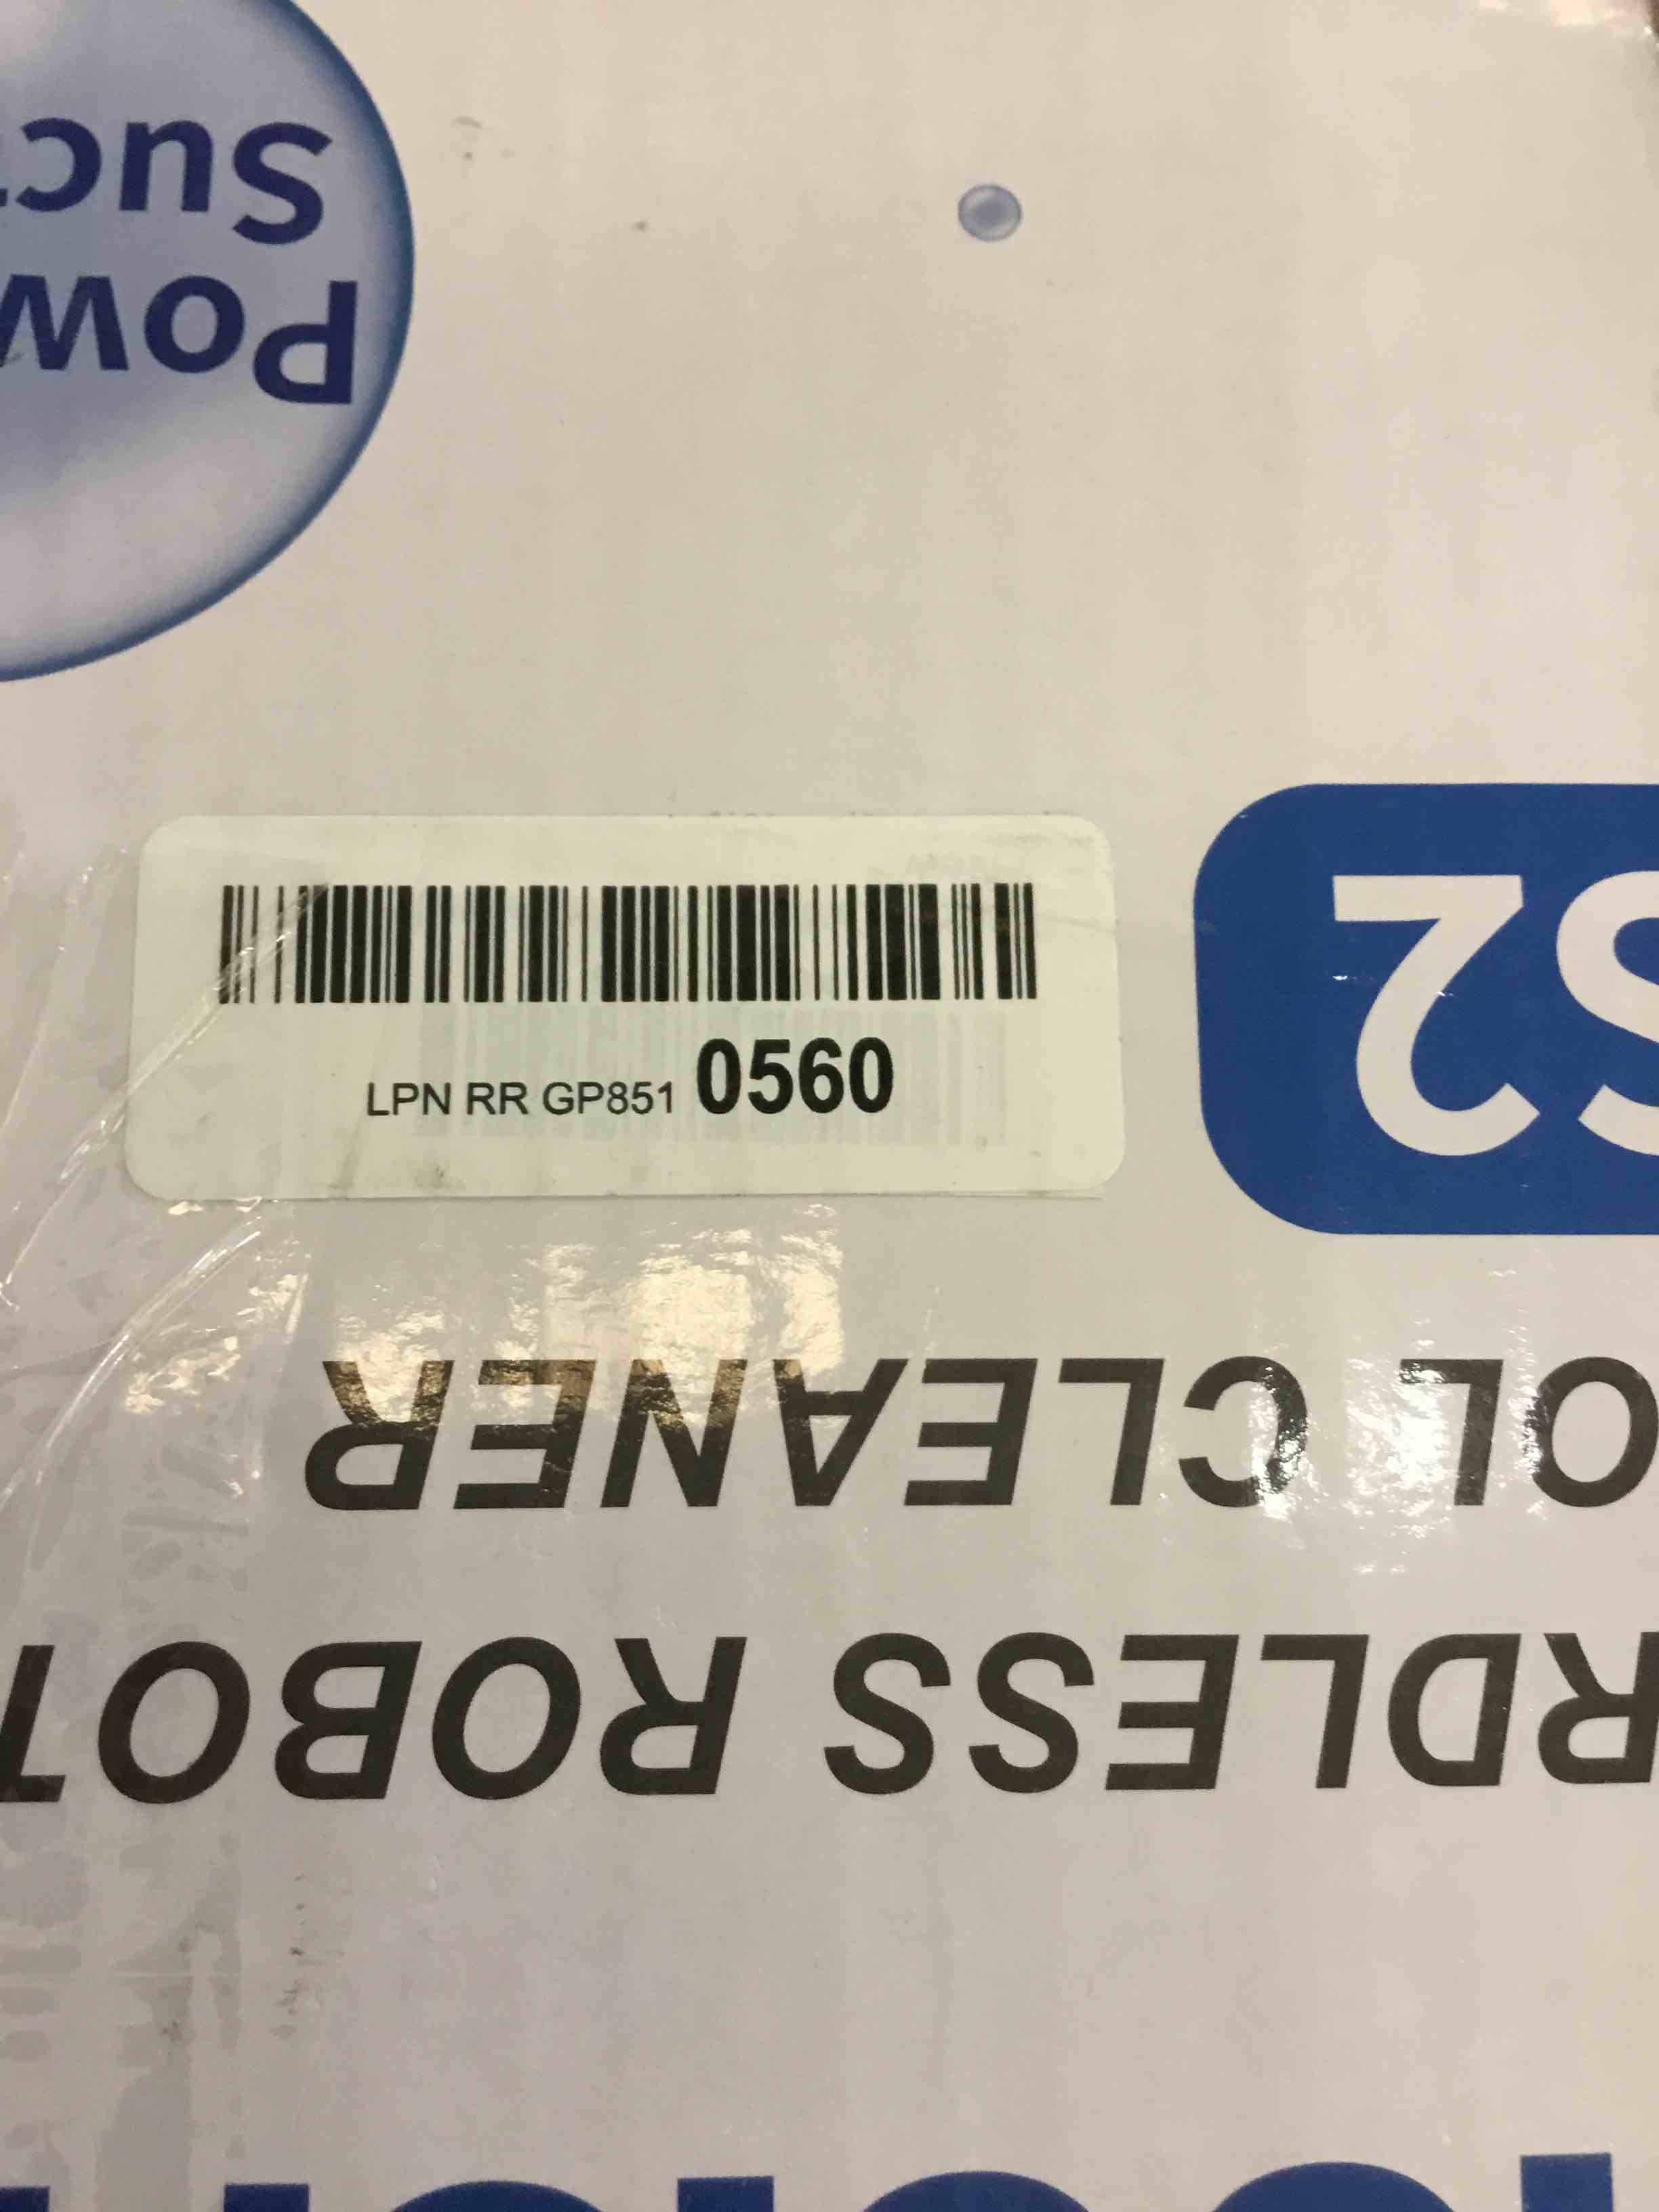 LPN RR GP851 0560
RDLESS ROBOT
OL CLEANER
S2
Pow
Suct